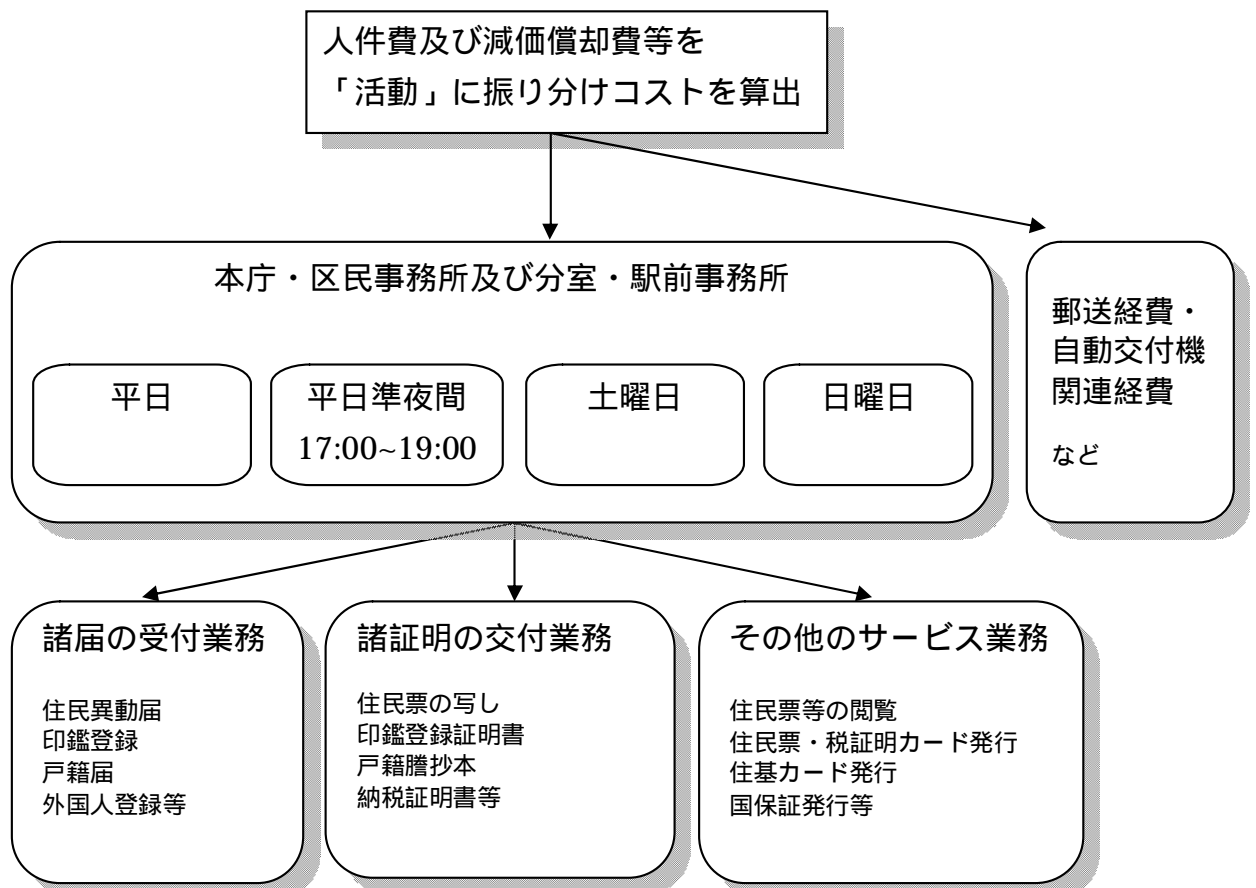 人件費及び減価償却費等を
「活動」に振り分けコストを算出
本庁・区民事務所及び分室・駅前事務所
平日
平日準夜間
17:00~19:00
土曜日
日曜日
郵送経費・
自動交付機
関連経費
など
諸届の受付業務
住民異動届
印鑑登録
戸籍届
外国人登録等
諸証明の交付業務
住民票の写し
印鑑登録証明書
戸籍謄抄本
納税証明書等
その他のサービス業務
住民票等の閲覧
住民票・税証明カード発行
住基カード発行
国保証発行等